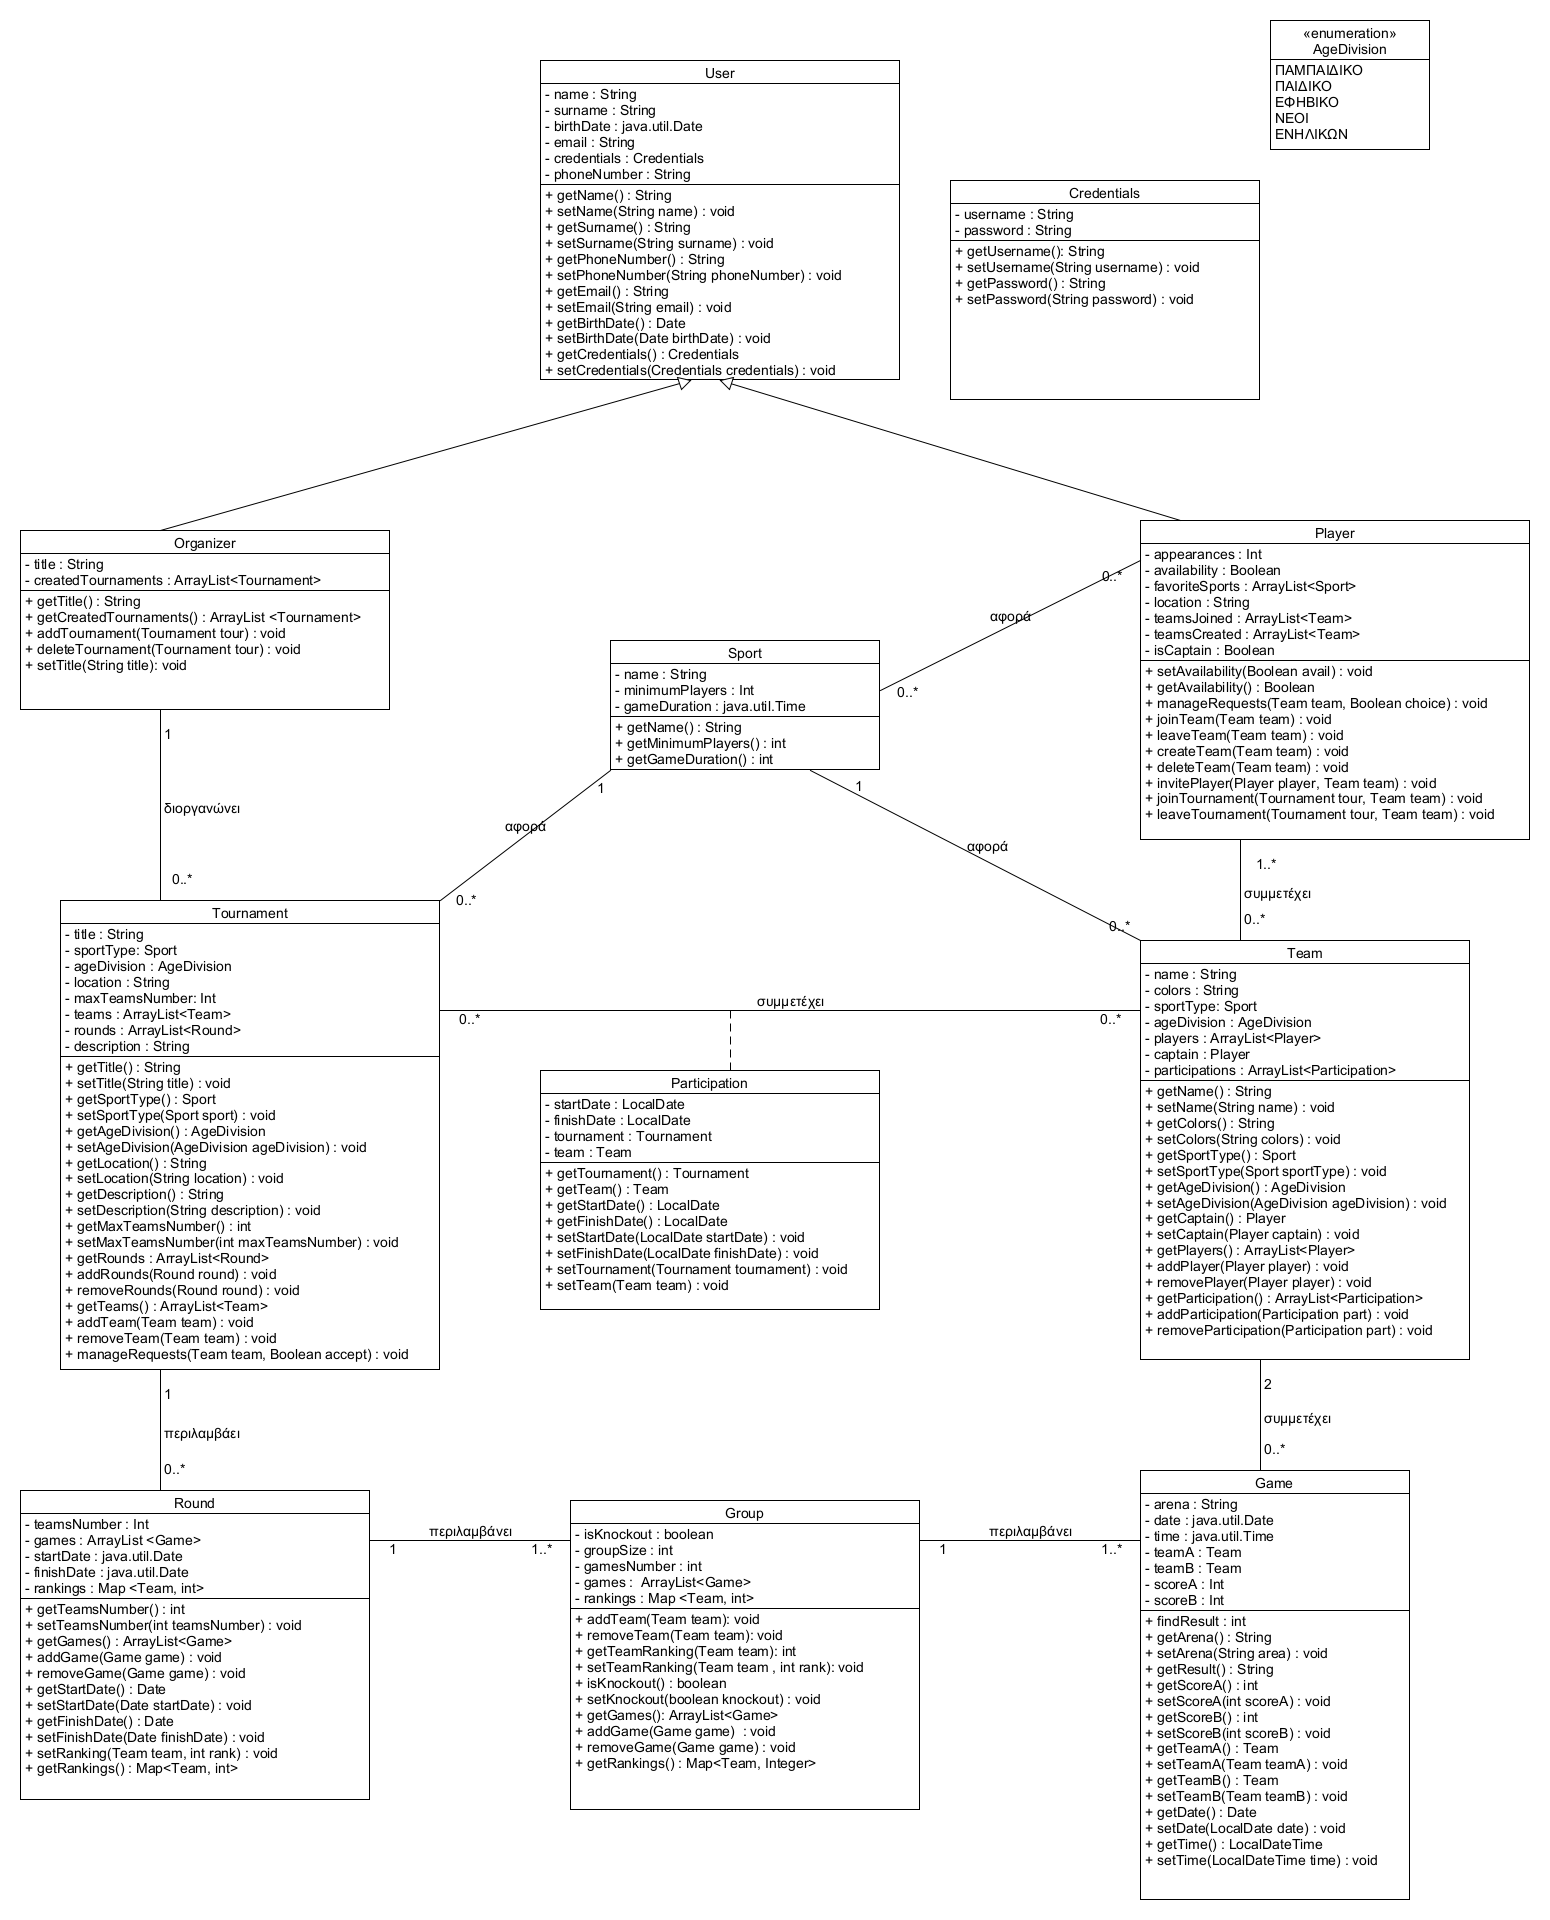 «enumeration»
AgeDivision
ΠΑΜΠΑΙΔΙΚΟ
ΠΑΙΔΙΚΟ
ΕΦΗΒΙΚΟ
ΝΕΟΙ
ΕΝΗΛΙΚΩΝ
User
- name : String
- surname : String
- birthDate : java.util.Date
- email : String
- credentials : Credentials
- phoneNumber : String
+ getName() : String
+ setName(String name) : void
+ getSurname() : String
+ setSurname(String surname) : void
+ getPhoneNumber() : String
+ setPhoneNumber(String phoneNumber) : void
+ getEmail() : String
+ setEmail(String email) : void
+ getBirthDate() : Date
+ setBirthDate(Date birthDate) : void
+ getCredentials() : Credentials
+ setCredentials(Credentials credentials) : void
Credentials
- username : String
- password : String
+ getUsername(): String
+ setUsername(String username) : void
+ getPassword() : String
+ setPassword(String password) : void
Organizer
- title : String
- createdTournaments : ArrayList<Tournament>
+ getTitle() : String
+ getCreatedTournaments() : ArrayList <Tournament>
+ addTournament(Tournament tour) : void
+ deleteTournament(Tournament tour) : void
+ setTitle(String title): void
Player
- appearances : Int
- availability : Boolean
- favoriteSports : ArrayList<Sport>
- location : String
- teamsJoined : ArrayList<Team>
- teamsCreated : ArrayList<Team>
- isCaptain : Boolean
+ setAvailability(Boolean avail) : void
+ getAvailability() : Boolean
+ manageRequests(Team team, Boolean choice) : void
+ joinTeam(Team team) : void
+ leaveTeam(Team team) : void
+ createTeam(Team team) : void
+ deleteTeam(Team team) : void
+ invitePlayer(Player player, Team team) : void
+ joinTournament(Tournament tour, Team team) : void
+ leaveTournament(Tournament tour, Team team) : void
0..*
αφορά
0..*
Sport
- name : String
- minimumPlayers : Int
- gameDuration : java.util.Time
+ getName() : String
+ getMinimumPlayers() : int
+ getGameDuration() : int
1
διοργανώνει
0..*
1
αφορά
0..*
1
αφορά
0..*
1..*
συμμετέχει
0..*
Tournament
- title : String
- sportType: Sport
- ageDivision : AgeDivision
- location : String
- maxTeamsNumber: Int
- teams : ArrayList<Team>
- rounds : ArrayList<Round>
- description : String
+ getTitle() : String
+ setTitle(String title) : void
+ getSportType() : Sport
+ setSportType(Sport sport) : void
+ getAgeDivision() : AgeDivision
+ setAgeDivision(AgeDivision ageDivision) : void
+ getLocation() : String
+ setLocation(String location) : void
+ getDescription() : String
+ setDescription(String description) : void
+ getMaxTeamsNumber() : int
+ setMaxTeamsNumber(int maxTeamsNumber) : void
+ getRounds : ArrayList<Round>
+ addRounds(Round round) : void
+ removeRounds(Round round) : void
+ getTeams() : ArrayList<Team>
+ addTeam(Team team) : void
+ removeTeam(Team team) : void
+ manageRequests(Team team, Boolean accept) : void
συμμετέχει
0..*
0..*
Participation
- startDate : LocalDate
- finishDate : LocalDate
- tournament : Tournament
- team : Team
+ getTournament() : Tournament
+ getTeam() : Team
+ getStartDate() : LocalDate
+ getFinishDate() : LocalDate
+ setStartDate(LocalDate startDate) : void
+ setFinishDate(LocalDate finishDate) : void
+ setTournament(Tournament tournament) : void
+ setTeam(Team team) : void
Team
- name : String
- colors : String
- sportType: Sport
- ageDivision : AgeDivision
- players : ArrayList<Player>
- captain : Player
- participations : ArrayList<Participation>
+ getName() : String
+ setName(String name) : void
+ getColors() : String
+ setColors(String colors) : void
+ getSportType() : Sport
+ setSportType(Sport sportType) : void
+ getAgeDivision() : AgeDivision
+ setAgeDivision(AgeDivision ageDivision) : void
+ getCaptain() : Player
+ setCaptain(Player captain) : void
+ getPlayers() : ArrayList<Player>
+ addPlayer(Player player) : void
+ removePlayer(Player player) : void
+ getParticipation() : ArrayList<Participation>
+ addParticipation(Participation part) : void
+ removeParticipation(Participation part) : void
1
περιλαμβάει
0..*
2
συμμετέχει
0..*
Round
- teamsNumber : Int
- games : ArrayList <Game>
- startDate : java.util.Date
- finishDate : java.util.Date
- rankings : Map <Team, int>
+ getTeamsNumber() : int
+ setTeamsNumber(int teamsNumber) : void
+ getGames() : ArrayList<Game>
+ addGame(Game game) : void
+ removeGame(Game game) : void
+ getStartDate() : Date
+ setStartDate(Date startDate) : void
+ getFinishDate() : Date
+ setFinishDate(Date finishDate) : void
+ setRanking(Team team, int rank) : void
+ getRankings() : Map<Team, int>
περιλαμβάνει
1
1..*
Group
- isKnockout : boolean
- groupSize : int
- gamesNumber : int
- games :  ArrayList<Game>
- rankings : Map <Team, int>
+ addTeam(Team team): void
+ removeTeam(Team team): void
+ getTeamRanking(Team team): int
+ setTeamRanking(Team team , int rank): void
+ isKnockout() : boolean
+ setKnockout(boolean knockout) : void
+ getGames(): ArrayList<Game>
+ addGame(Game game)  : void
+ removeGame(Game game) : void
+ getRankings() : Map<Team, Integer>
περιλαμβάνει
1
1..*
Game
- arena : String
- date : java.util.Date
- time : java.util.Time
- teamA : Team
- teamB : Team
- scoreA : Int
- scoreB : Int
+ findResult : int
+ getArena() : String
+ setArena(String area) : void
+ getResult() : String
+ getScoreA() : int
+ setScoreA(int scoreA) : void
+ getScoreB() : int
+ setScoreB(int scoreB) : void
+ getTeamA() : Team
+ setTeamA(Team teamA) : void
+ getTeamB() : Team
+ setTeamB(Team teamB) : void
+ getDate() : Date
+ setDate(LocalDate date) : void
+ getTime() : LocalDateTime
+ setTime(LocalDateTime time) : void